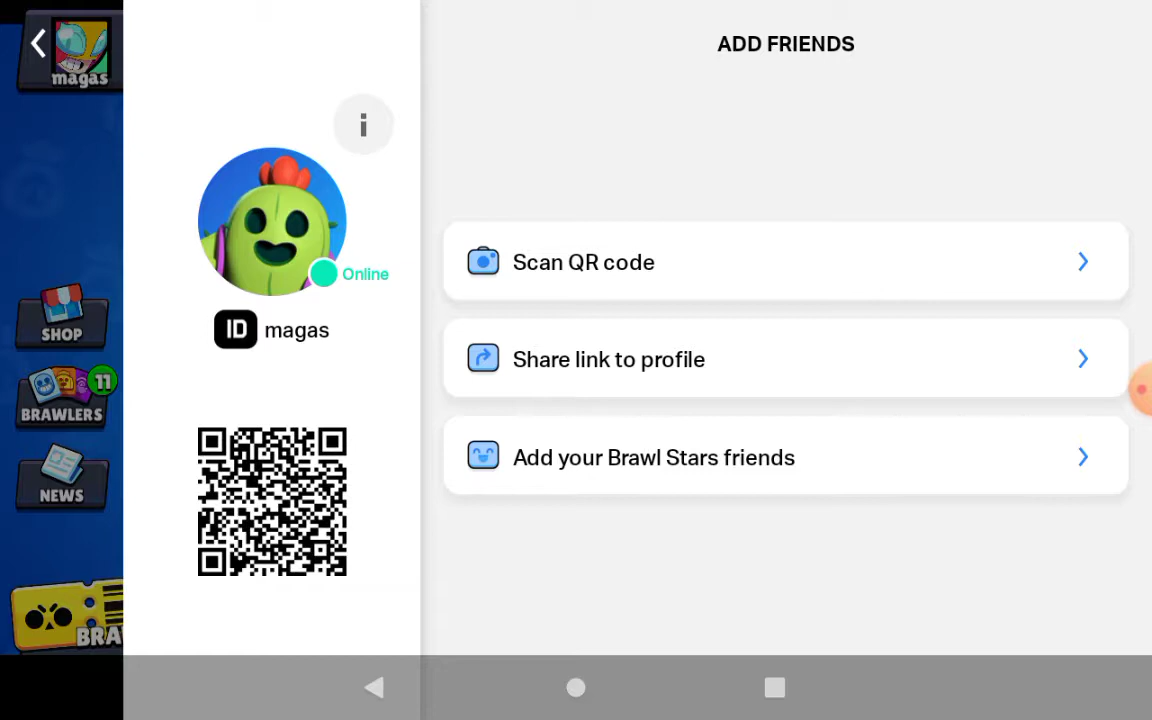 magas
SHOP
11
BRAWLERS
NEWS
BRA
i
Online
ID magas
ADD FRIENDS
Scan QR code
Share link to profile
Add your Brawl Stars friends